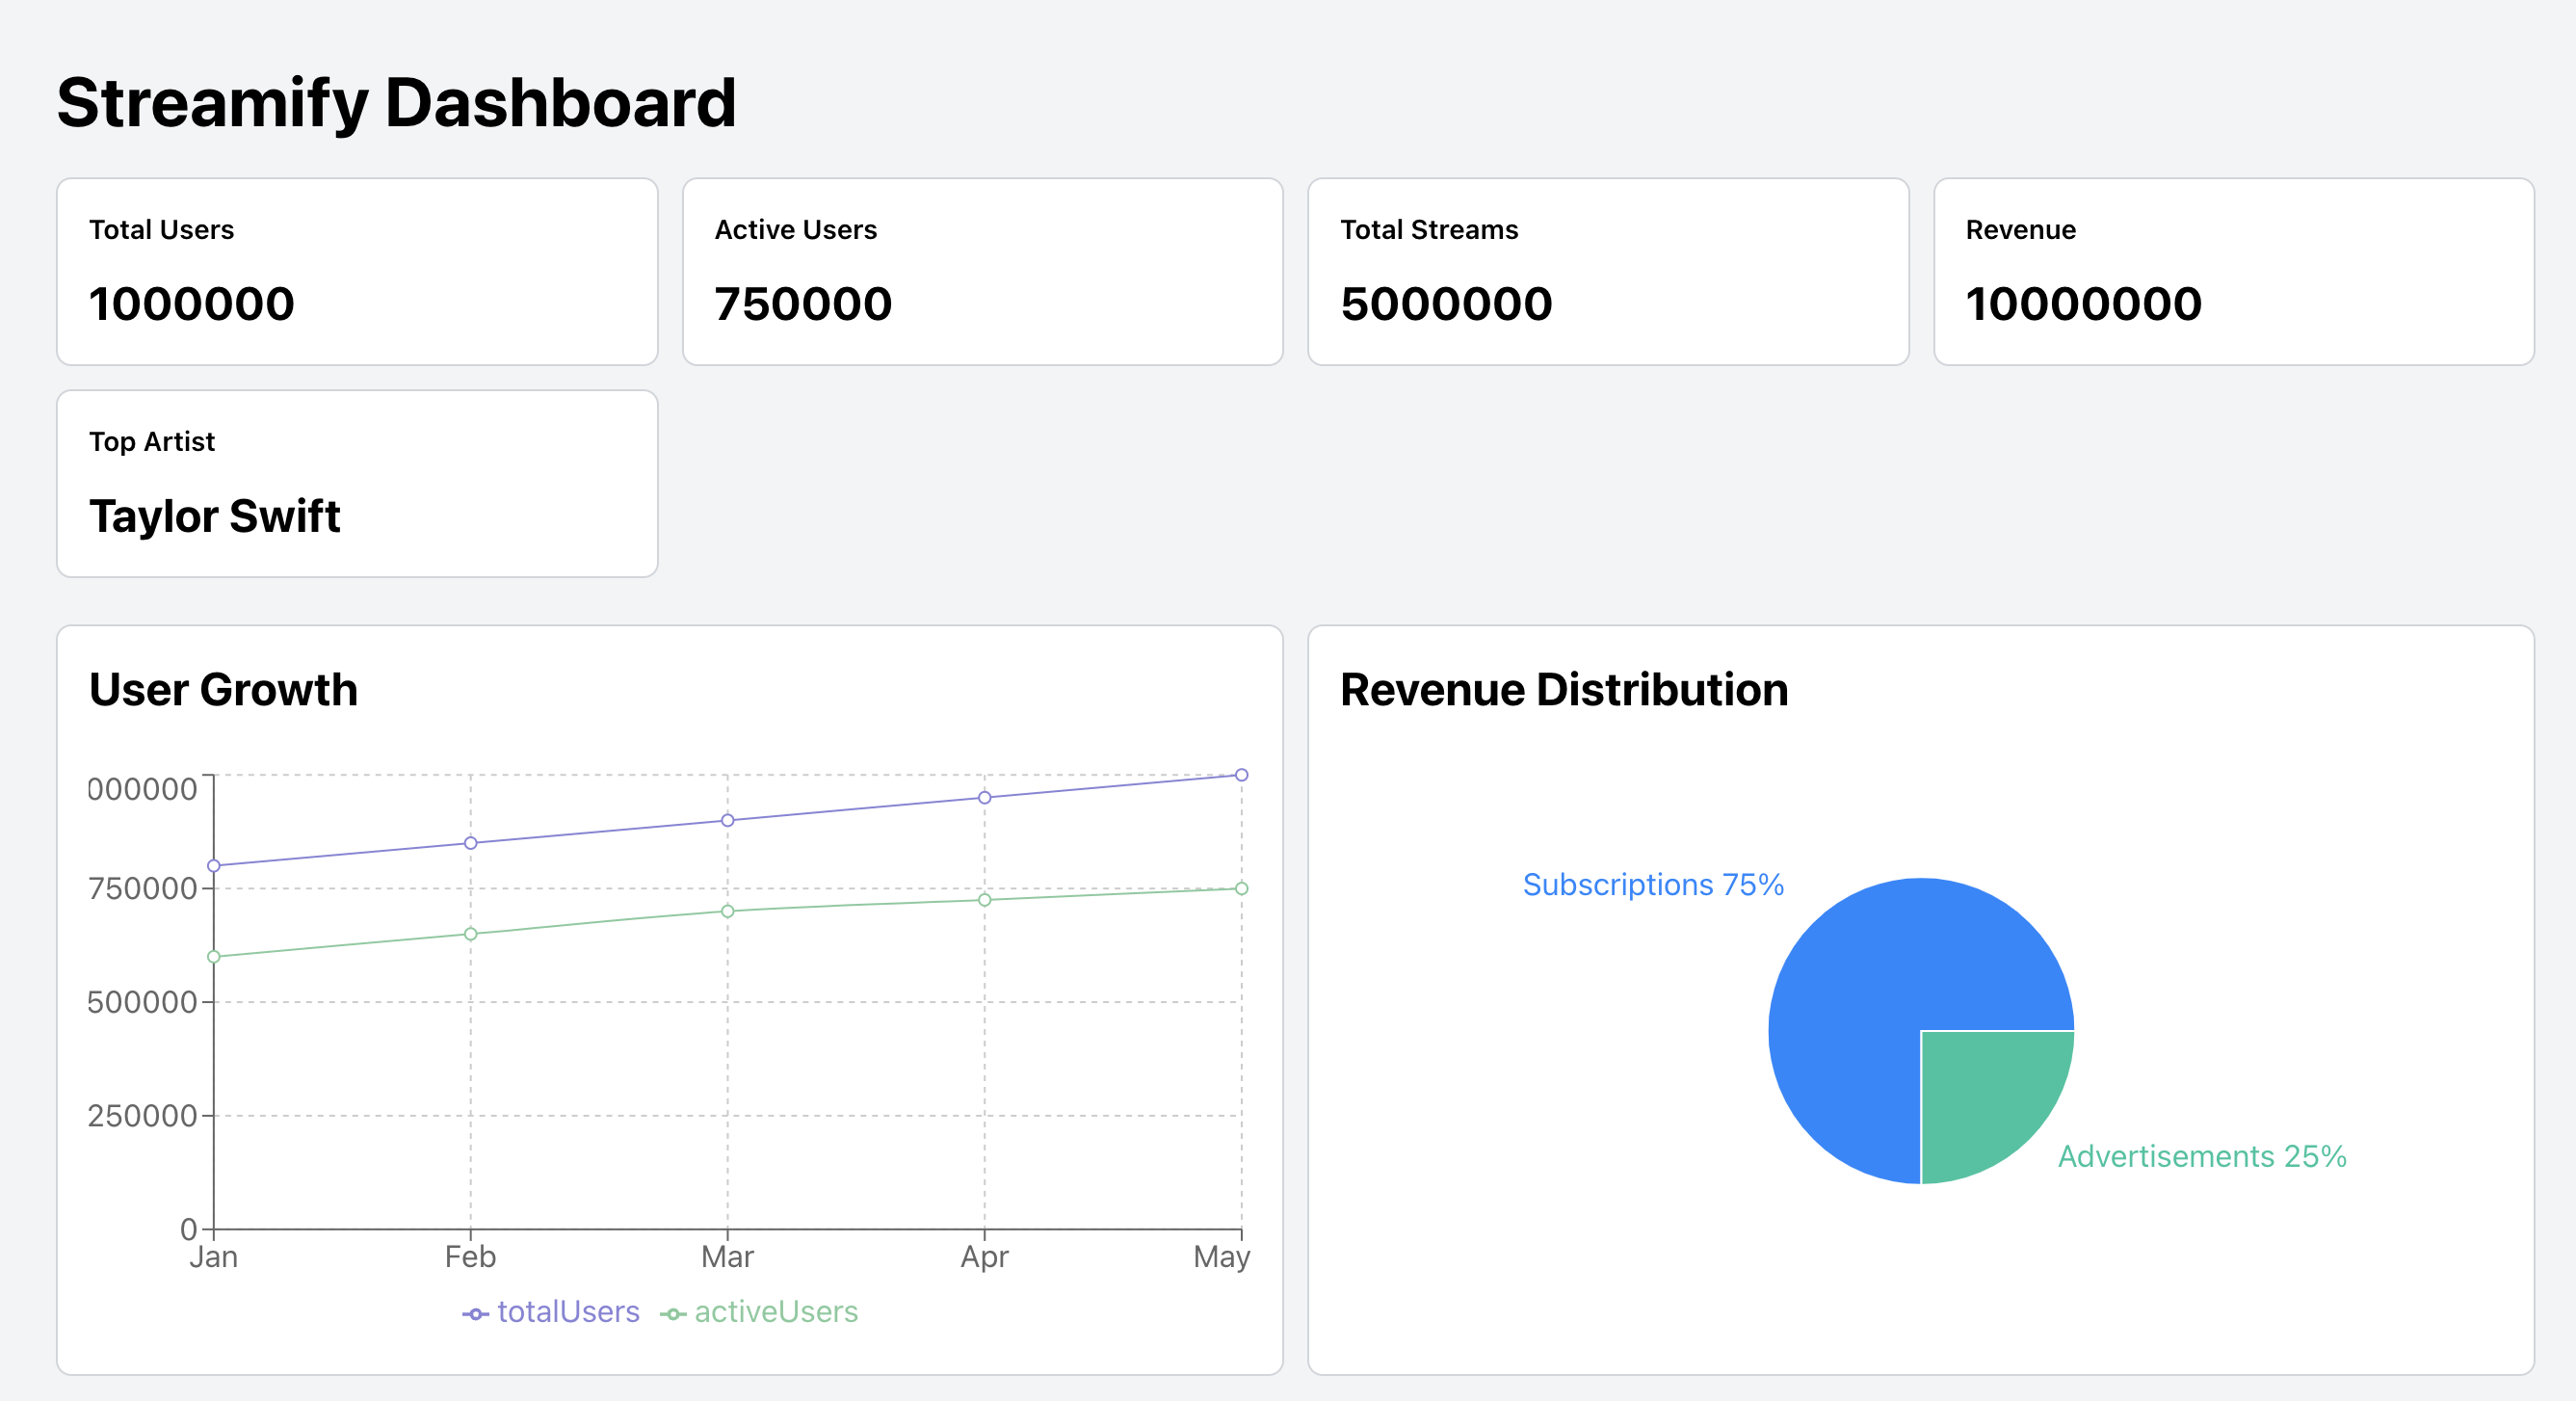 Streamify Dashboard
Total Users
1000000
Active Users
750000
Total Streams
5000000
Revenue
10000000
Top Artist
Taylor Swift
User Growth
000000
750000
500000
250000
0
Jan Feb Mar Apr May
totalUsers activeUsers
Revenue Distribution
Subscriptions 75%
Advertisements 25%